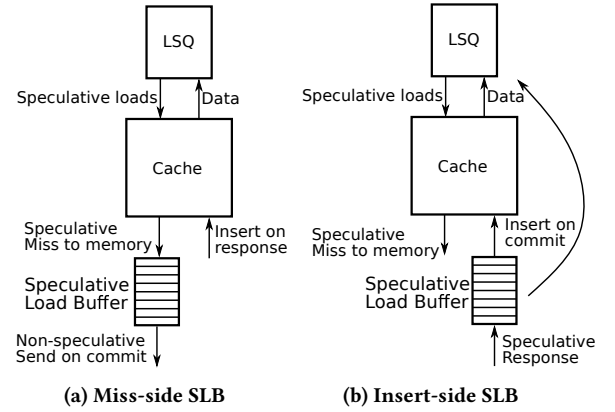 LSQ
Speculative loads
Data
Cache
Speculative
Miss to memory
Insert on
response
Speculative
Load Buffer
Non-speculative
Send on commit
(a) Miss-side SLB
LSQ
Speculative loads
Data
Cache
Speculative
Miss to memory
Insert on
commit
Speculative
Load Buffer
Speculative
Response
(b) Insert-side SLB